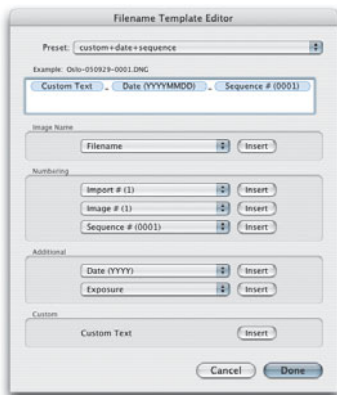 Filename Template Editor
Preset: custom+date+sequence
Example: Oslo-050929-0001.DNG
Custom Text - Date (YYYYMMDD) - Sequence # (0001)
Image Name
Filename Insert
Numbering
Import # (1) Insert
Image # (1) Insert
Sequence # (0001) Insert
Additional
Date (YYYY) Insert
Exposure Insert
Custom
Custom Text Insert
Cancel Done